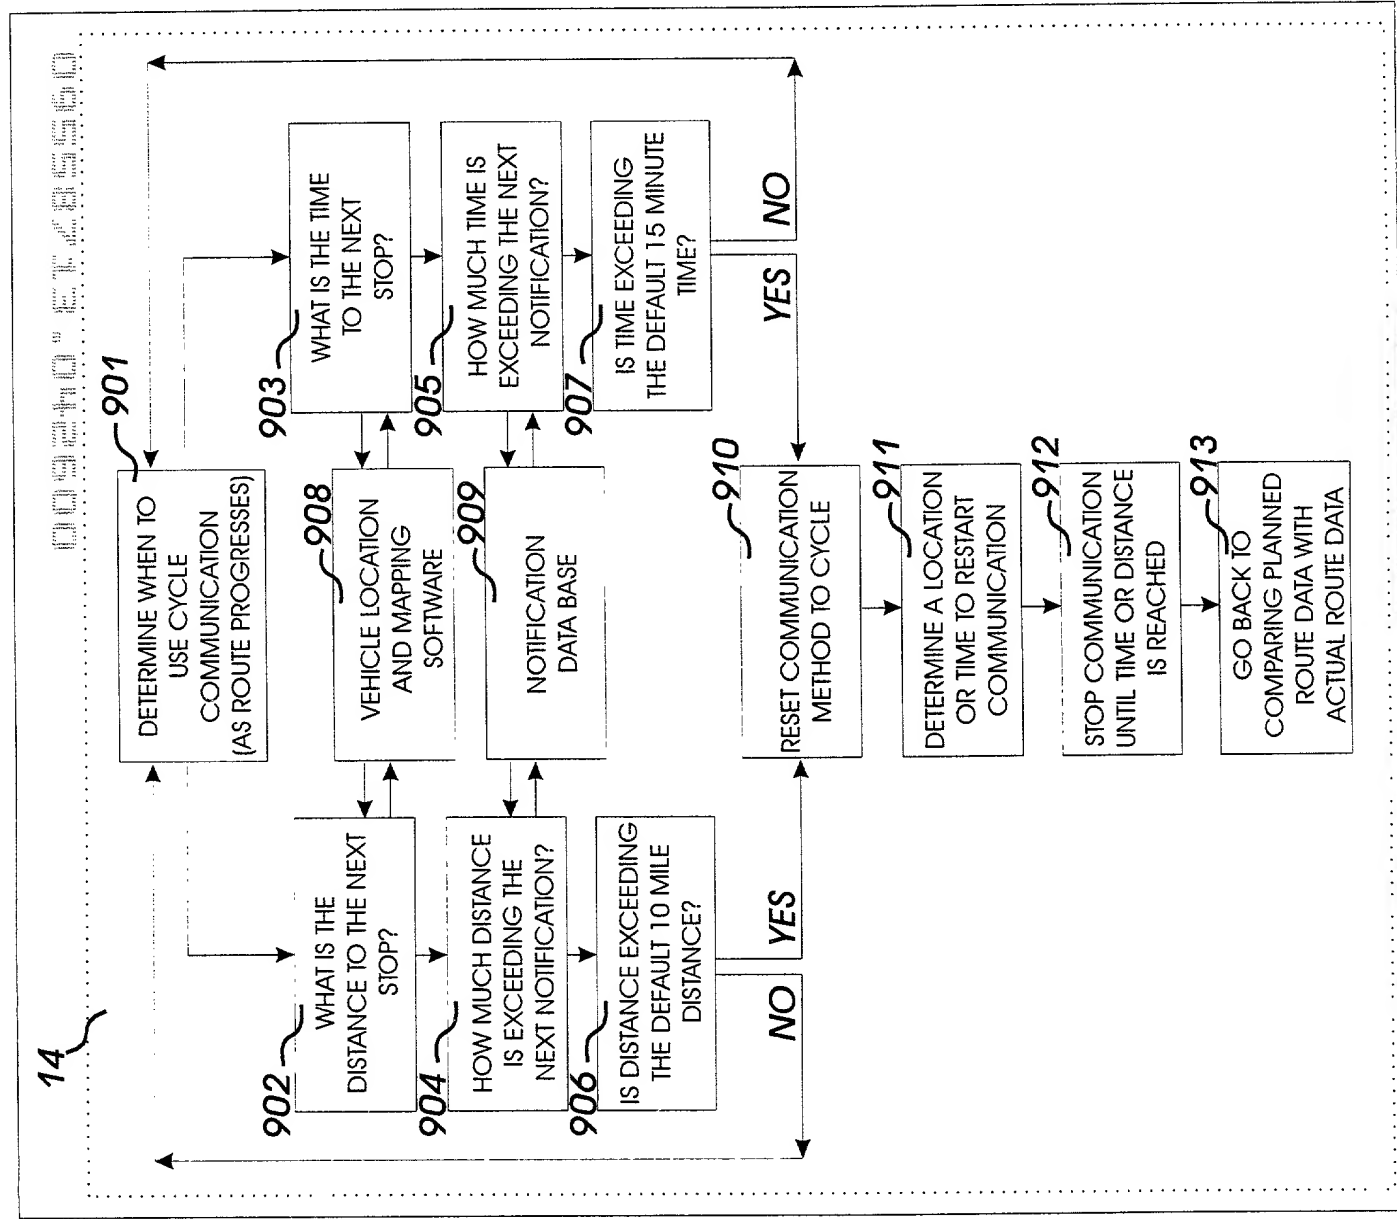 14
901
DETERMINE WHEN TO
USE CYCLE
COMMUNICATION
(AS ROUTE PROGRESSES)
902
WHAT IS THE
DISTANCE TO THE NEXT
STOP?
908
VEHICLE LOCATION
AND MAPPING
SOFTWARE
903
WHAT IS THE TIME
TO THE NEXT
STOP?
904
HOW MUCH DISTANCE
IS EXCEEDING THE
NEXT NOTIFICATION?
909
NOTIFICATION
DATA BASE
905
HOW MUCH TIME IS
EXCEEDING THE NEXT
NOTIFICATION?
906
IS DISTANCE EXCEEDING
THE DEFAULT 10 MILE
DISTANCE?
907
IS TIME EXCEEDING
THE DEFAULT 15 MINUTE
TIME?
NO
YES
YES
NO
910
RESET COMMUNICATION
METHOD TO CYCLE
911
DETERMINE A LOCATION
OR TIME TO RESTART
COMMUNICATION
912
STOP COMMUNICATION
UNTIL TIME OR DISTANCE
IS REACHED
913
GO BACK TO
COMPARING PLANNED
ROUTE DATA WITH
ACTUAL ROUTE DATA